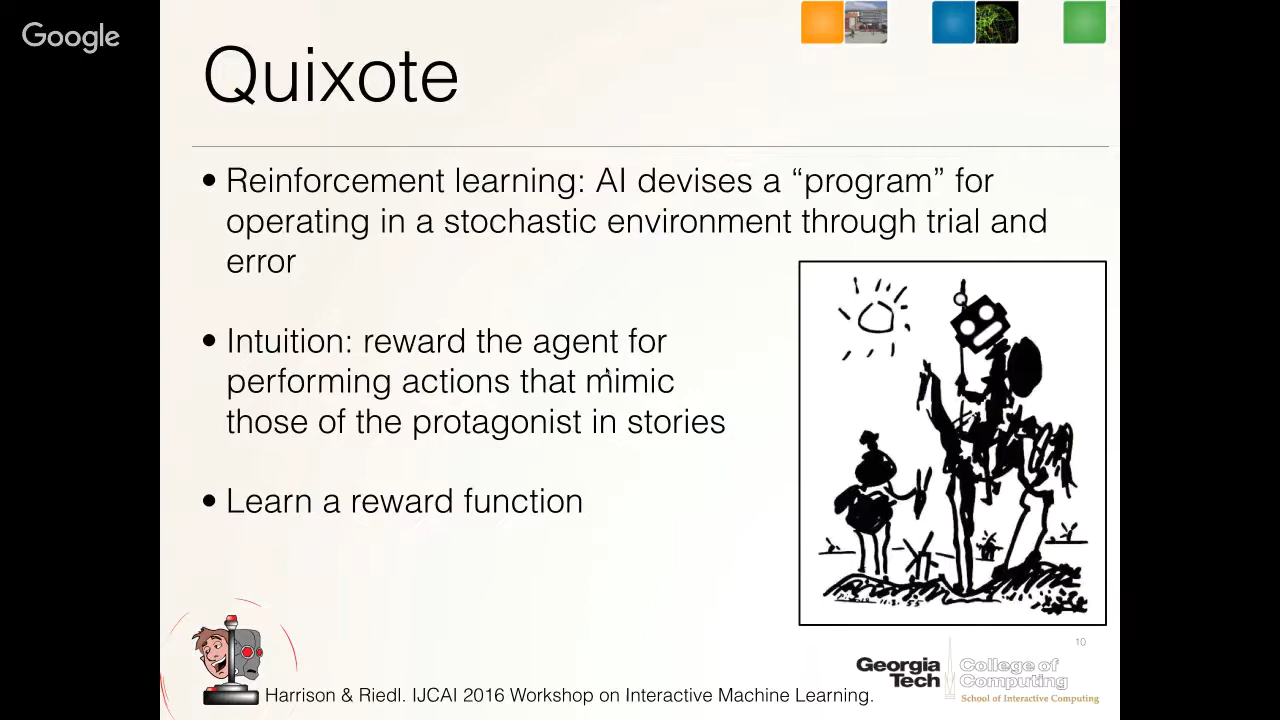 Google
Quixote
• Reinforcement learning: AI devises a “program” for
operating in a stochastic environment through trial and
error
• Intuition: reward the agent for
performing actions that mimic
those of the protagonist in stories
• Learn a reward function
10
Georgia
Tech
College of
Computing
School of Interactive Computing
Harrison & Riedl. IJCAI 2016 Workshop on Interactive Machine Learning.